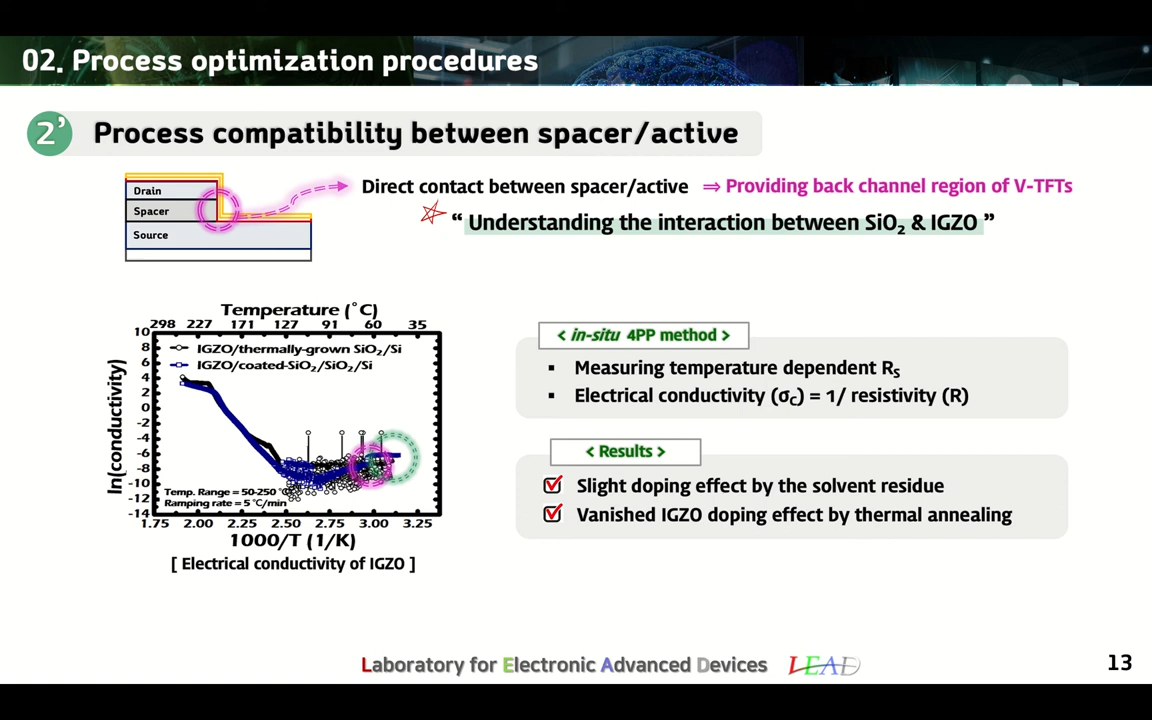 02. Process optimization procedures
2’ Process compatibility between spacer/active
Drain
Spacer
Source
Direct contact between spacer/active ⇒ Providing back channel region of V-TFTs
“ Understanding the interaction between SiO₂ & IGZO ”
Temperature (˚C)
298 227 171 127 91 60 35
10
8
6
4
2
0
-2
-4
-6
-8
-10
-12
-14
ln(conductivity)
IGZO/thermally-grown SiO₂/Si
IGZO/coated-SiO₂/SiO₂/Si
Temp. Range = 50-250 ˚C
Ramping rate = 5 ˚C/min
1.75 2.00 2.25 2.50 2.75 3.00 3.25
1000/T (1/K)
[ Electrical conductivity of IGZO ]
< in-situ 4PP method >
▪ Measuring temperature dependent Rₛ
▪ Electrical conductivity (σ_C) = 1/ resistivity (R)
< Results >
Slight doping effect by the solvent residue
Vanished IGZO doping effect by thermal annealing
Laboratory for Electronic Advanced Devices LEAD
13